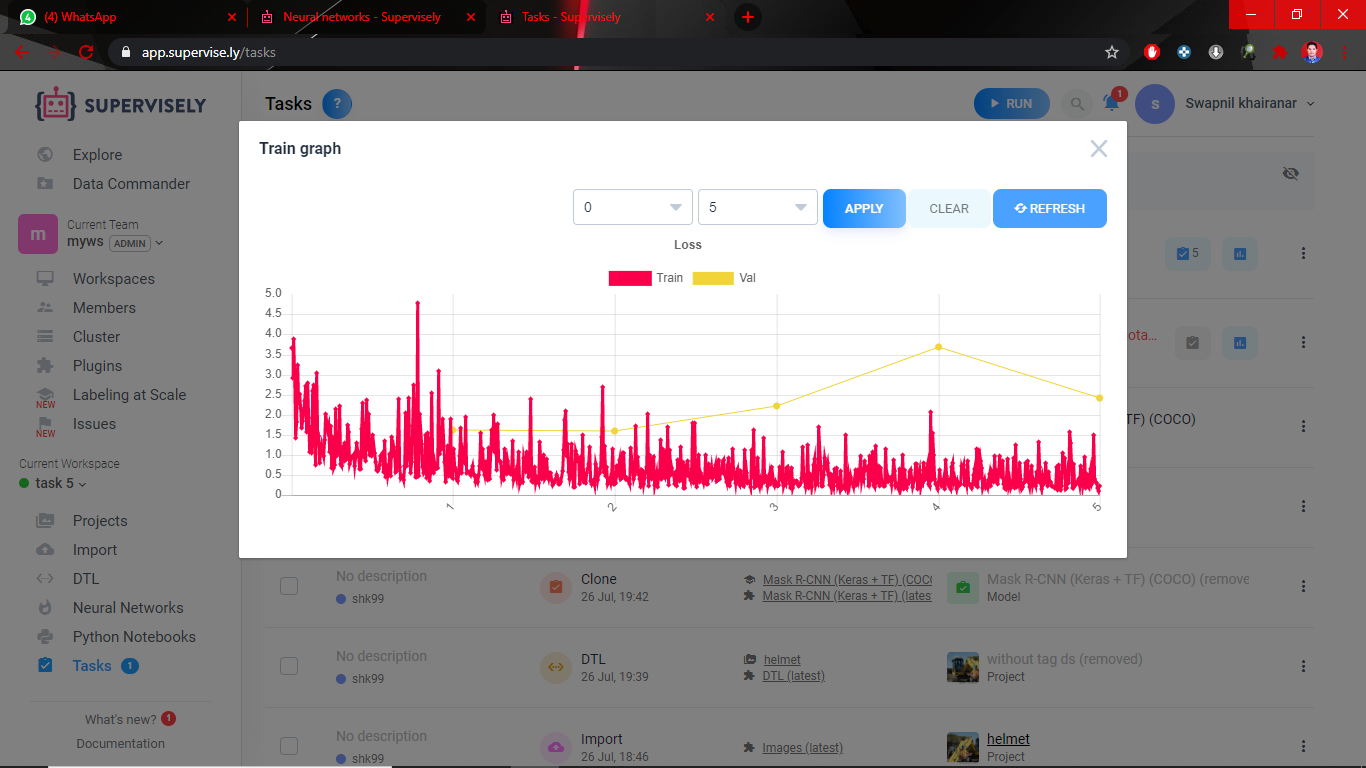 4
(4) WhatsApp
Neural networks - Supervisely
Tasks - Supervisely
app.supervise.ly/tasks
SUPERVISELY
Tasks
?
RUN
1
S
Swapnil khairanar
Explore
Data Commander
Current Team
m
myws ADMIN
Workspaces
Members
Cluster
Plugins
Labeling at Scale
NEW
Issues
NEW
Current Workspace
task 5
Projects
Import
DTL
Neural Networks
Python Notebooks
Tasks 1
What's new? 1
Documentation
Train graph
0
5
APPLY
CLEAR
REFRESH
Loss
Train
Val
5.0
4.5
4.0
3.5
3.0
2.5
2.0
1.5
1.0
0.5
0
1
2
3
4
5
5
ota...
TF) (COCO)
No description
shk99
Clone
26 Jul, 19:42
Mask R-CNN (Keras + TF) (COCO
Mask R-CNN (Keras + TF) (lates
Mask R-CNN (Keras + TF) (COCO) (remove
Model
No description
shk99
DTL
26 Jul, 19:39
helmet
DTL (latest)
without tag ds (removed)
Project
No description
shk99
Import
26 Jul, 18:46
Images (latest)
helmet
Project